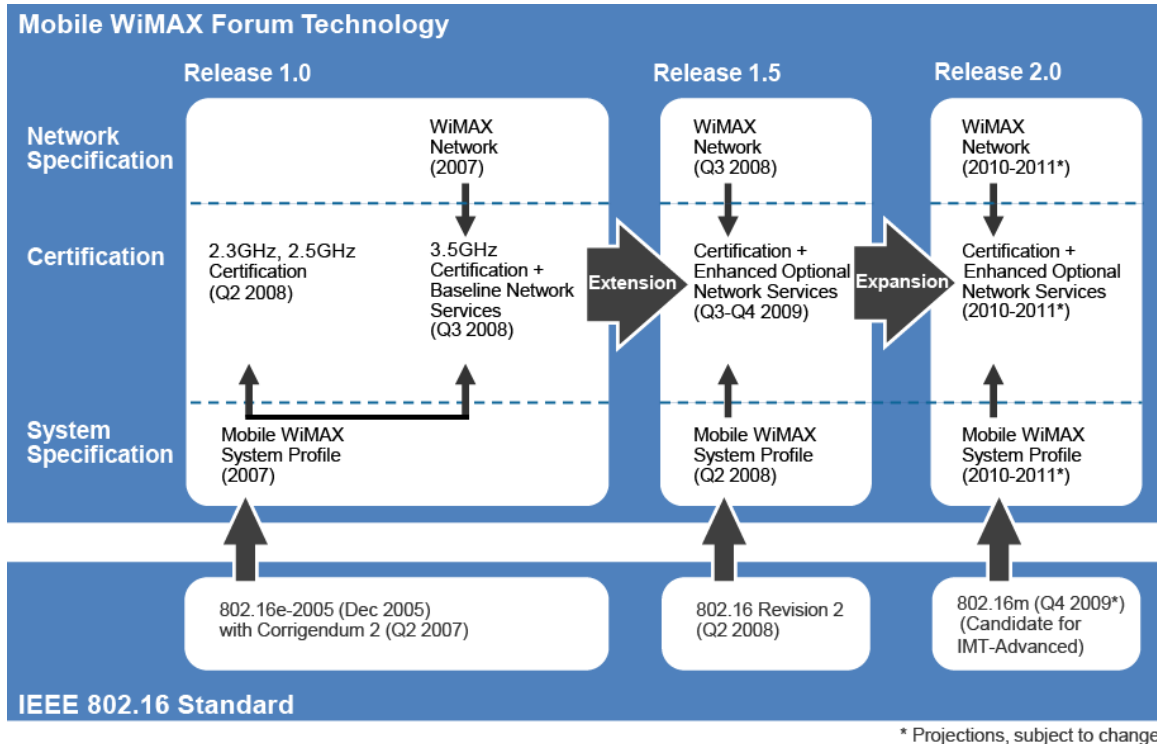 Mobile WiMAX Forum Technology
Release 1.0
Release 1.5
Release 2.0
Network
Specification
WiMAX
Network
(2007)
WiMAX
Network
(Q3 2008)
WiMAX
Network
(2010-2011*)
Certification
2.3GHz, 2.5GHz
Certification
(Q2 2008)
3.5GHz
Certification +
Baseline Network
Services
(Q3 2008)
Extension
Certification +
Enhanced Optional
Network Services
(Q3-Q4 2009)
Expansion
Certification +
Enhanced Optional
Network Services
(2010-2011*)
System
Specification
Mobile WiMAX
System Profile
(2007)
Mobile WiMAX
System Profile
(Q2 2008)
Mobile WiMAX
System Profile
(2010-2011*)
802.16e-2005 (Dec 2005)
with Corrigendum 2 (Q2 2007)
802.16 Revision 2
(Q2 2008)
802.16m (Q4 2009*)
(Candidate for
IMT-Advanced)
IEEE 802.16 Standard
* Projections, subject to change